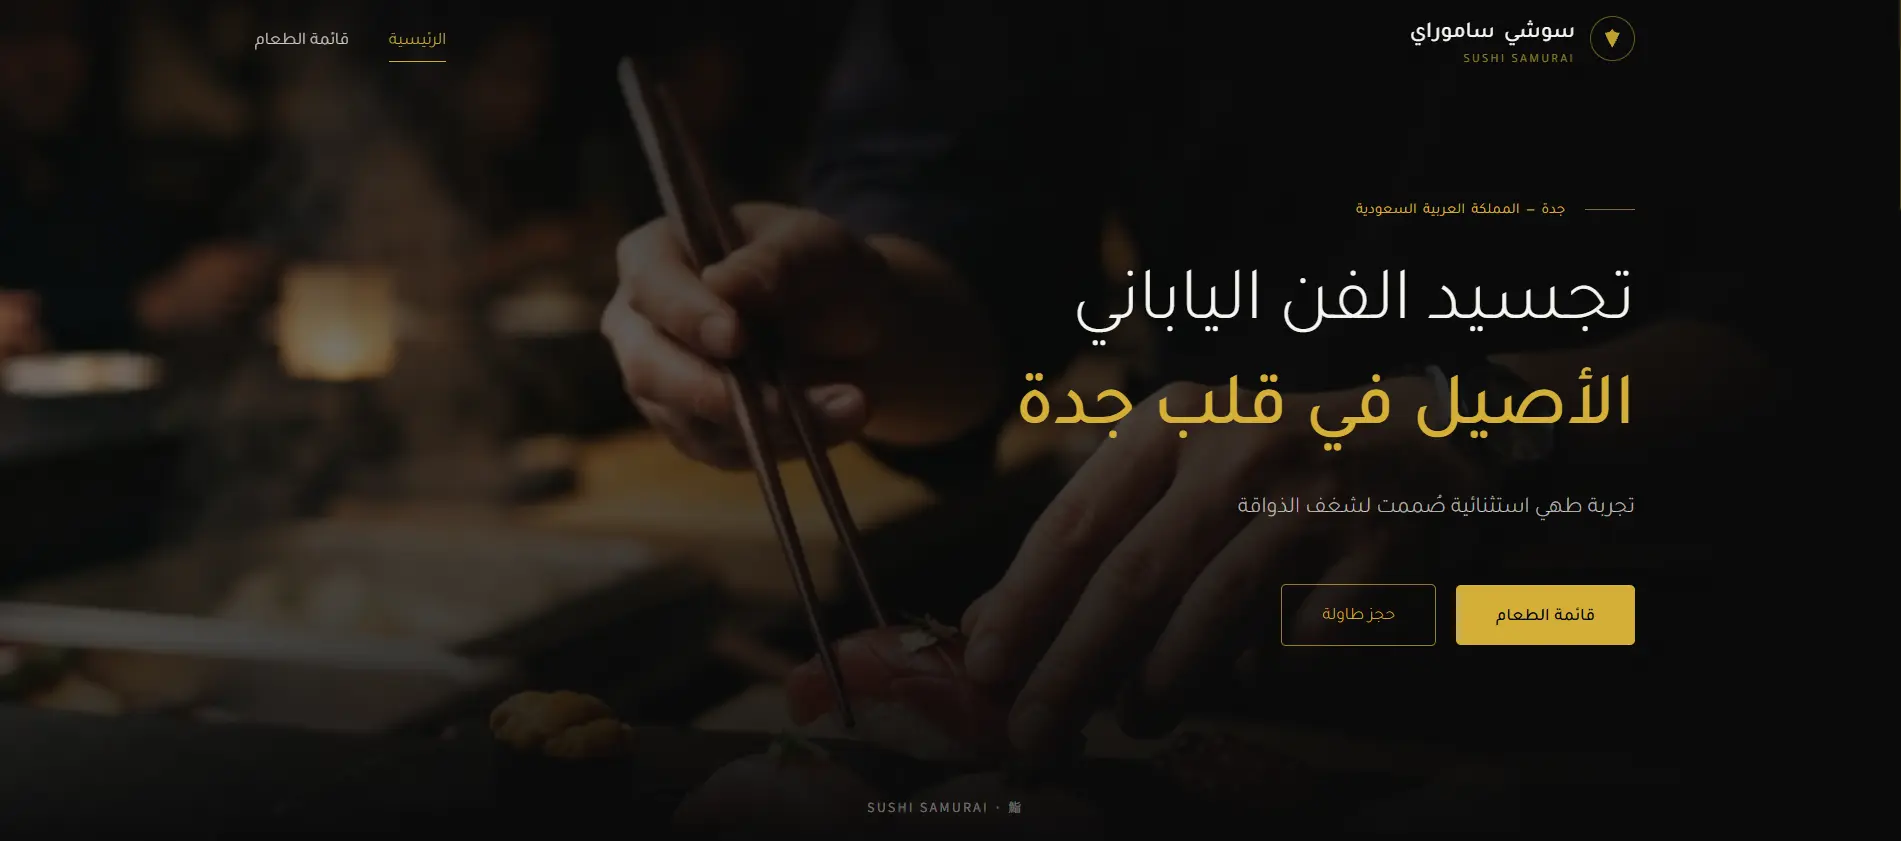 سوشي ساموراي
SUSHI SAMURAI
الرئيسية
قائمة الطعام
جدة – المملكة العربية السعودية
تجسيد الفن الياباني
الأصيل في قلب جدة
تجربة طهي استثنائية صُممت لشغف الذواقة
قائمة الطعام
حجز طاولة
SUSHI SAMURAI · 鮨